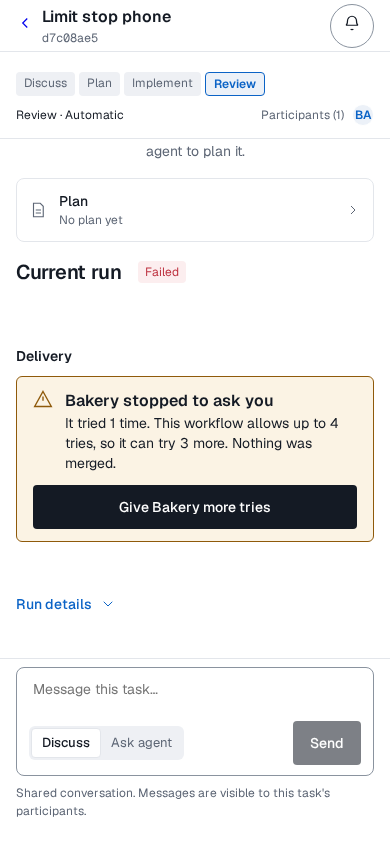 Limit stop phone
d7c08ae5
Discuss
Plan
Implement
Review
Review · Automatic
Participants (1)
BA
agent to plan it.
Plan
No plan yet
Current run
Failed
Delivery
Bakery stopped to ask you
It tried 1 time. This workflow allows up to 4
tries, so it can try 3 more. Nothing was
merged.
Give Bakery more tries
Run details
Message this task...
Discuss
Ask agent
Send
Shared conversation. Messages are visible to this task's
participants.